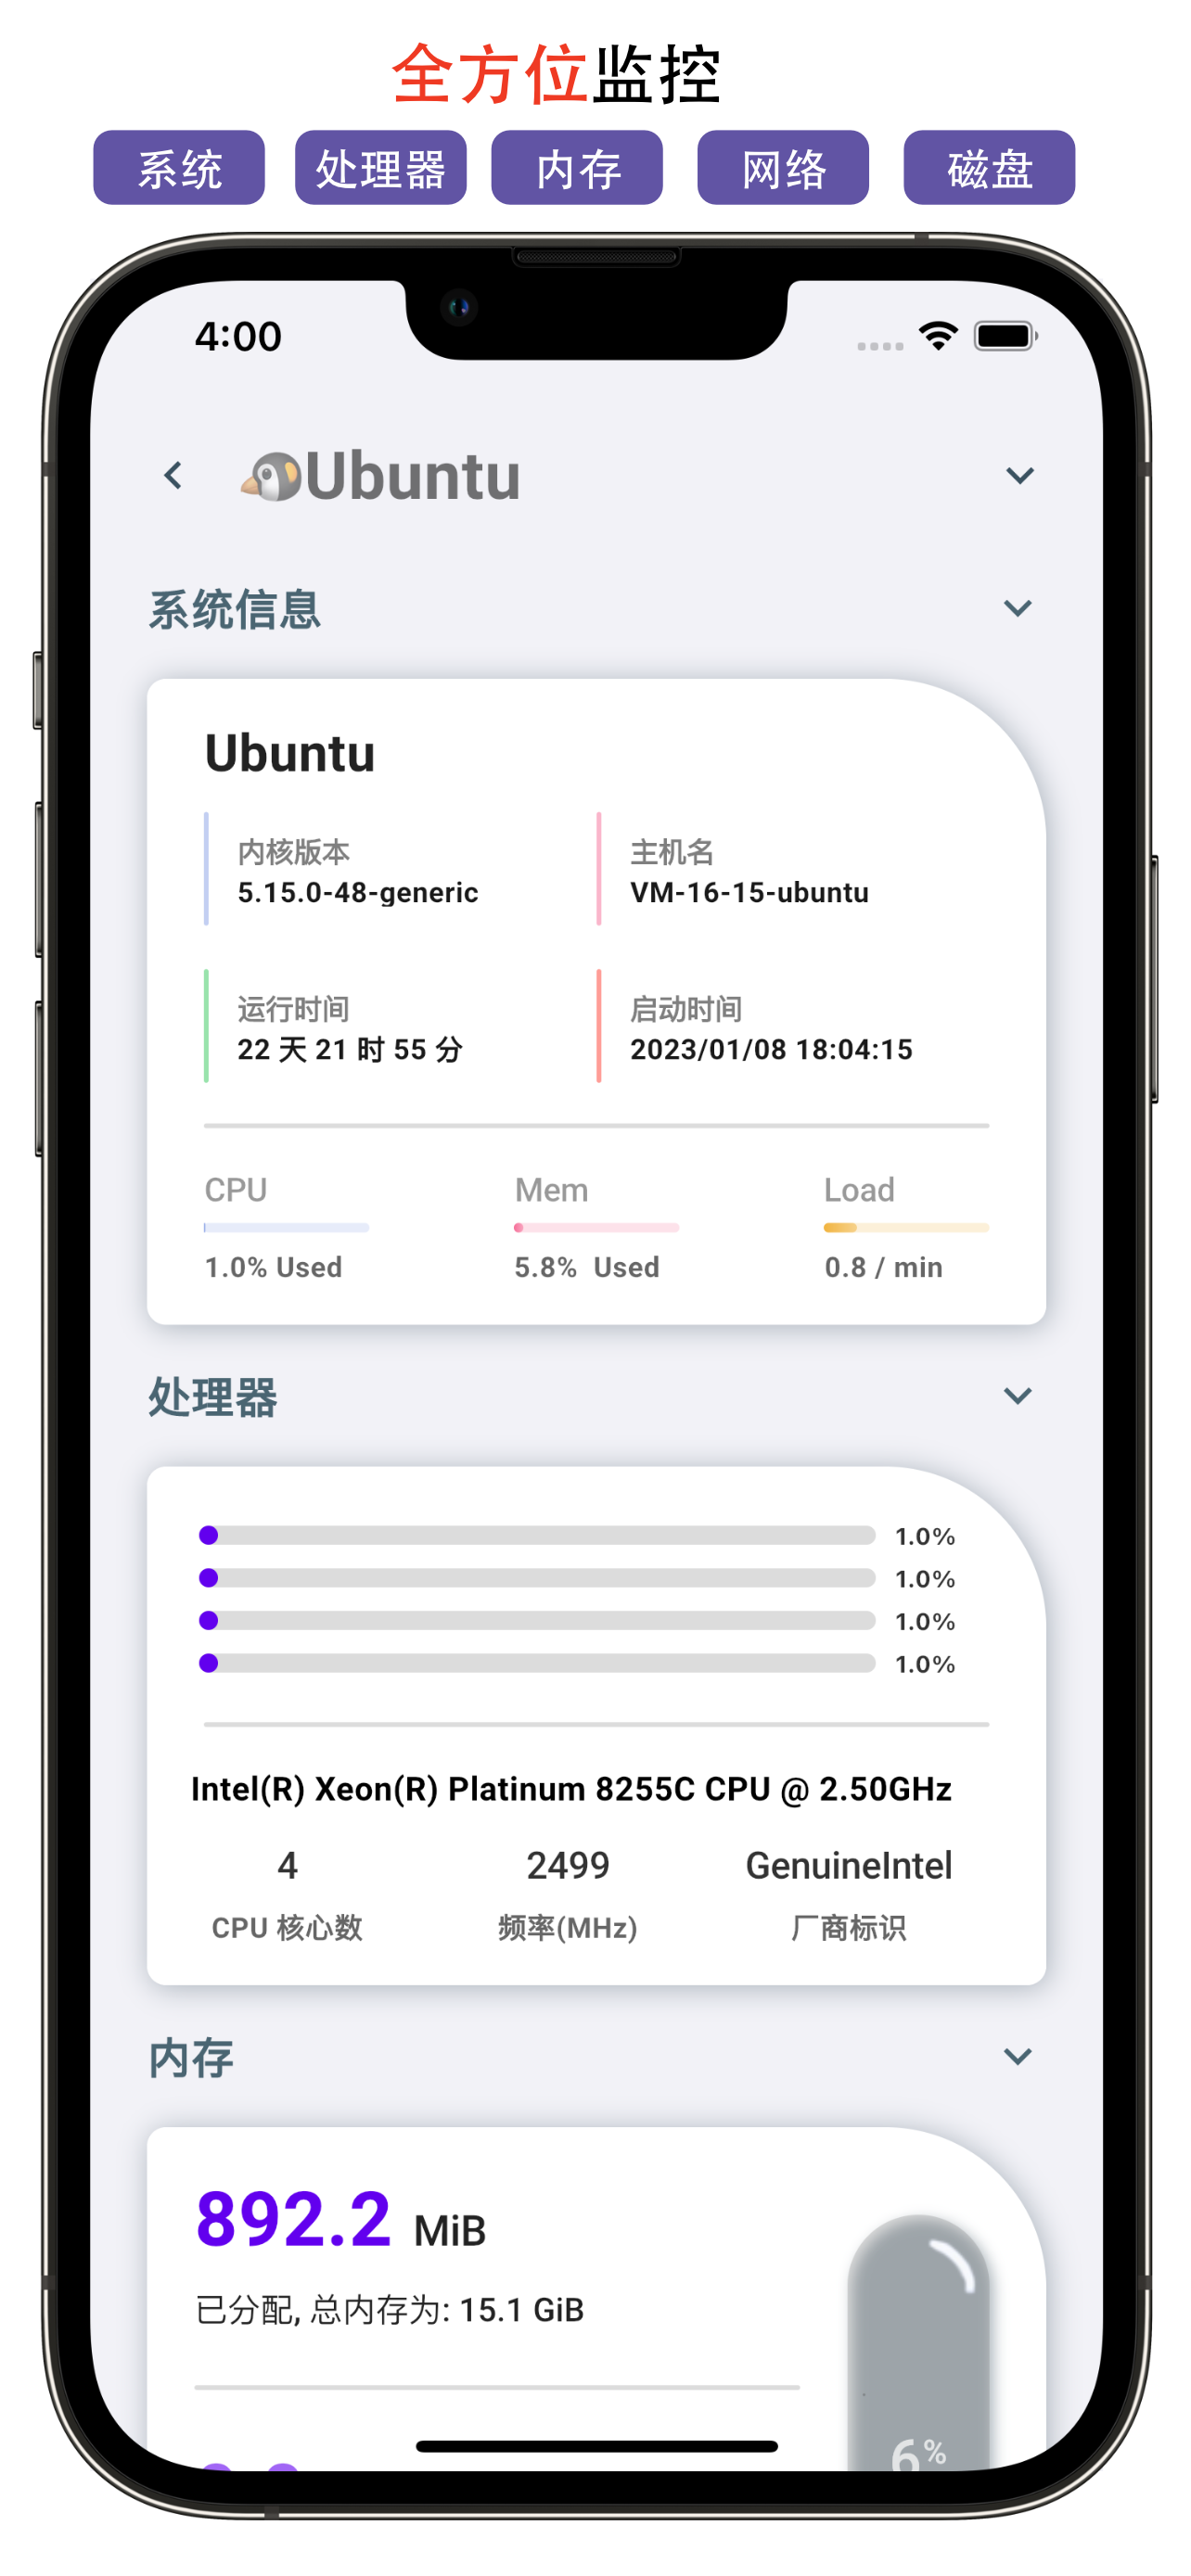 全方位监控
系统 处理器 内存 网络 磁盘
4:00
Ubuntu
系统信息
Ubuntu
内核版本 主机名
5.15.0-48-generic VM-16-15-ubuntu
运行时间 启动时间
22 天 21 时 55 分 2023/01/08 18:04:15
CPU Mem Load
1.0% Used 5.8% Used 0.8 / min
处理器
1.0%
1.0%
1.0%
1.0%
Intel(R) Xeon(R) Platinum 8255C CPU @ 2.50GHz
4 2499 GenuineIntel
CPU 核心数 频率(MHz) 厂商标识
内存
892.2 MiB
已分配, 总内存为: 15.1 GiB
6%